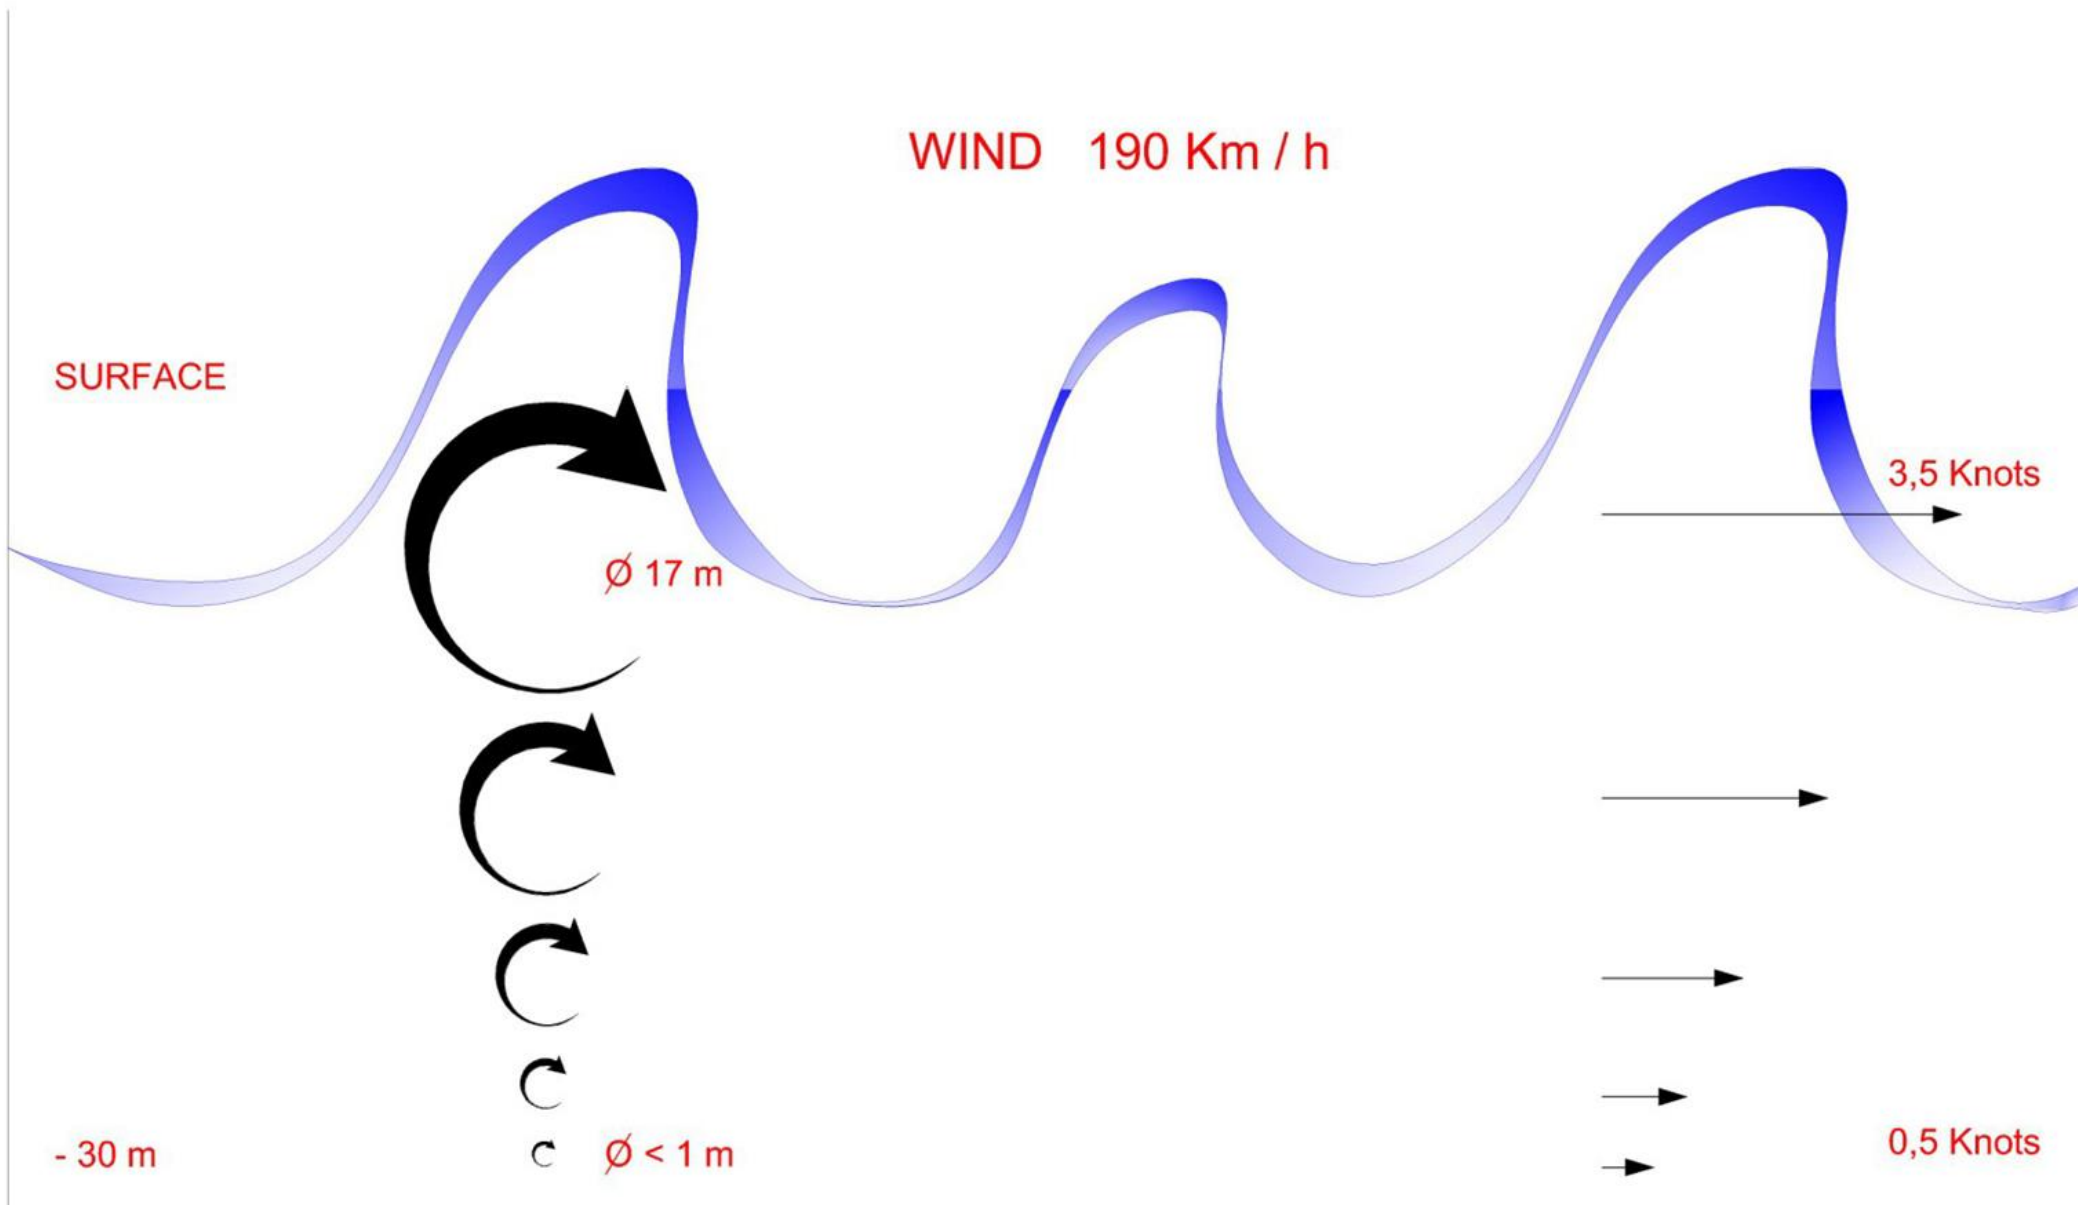 WIND 190 Km / h
SURFACE
3,5 Knots
Ø 17 m
- 30 m
Ø < 1 m
0,5 Knots